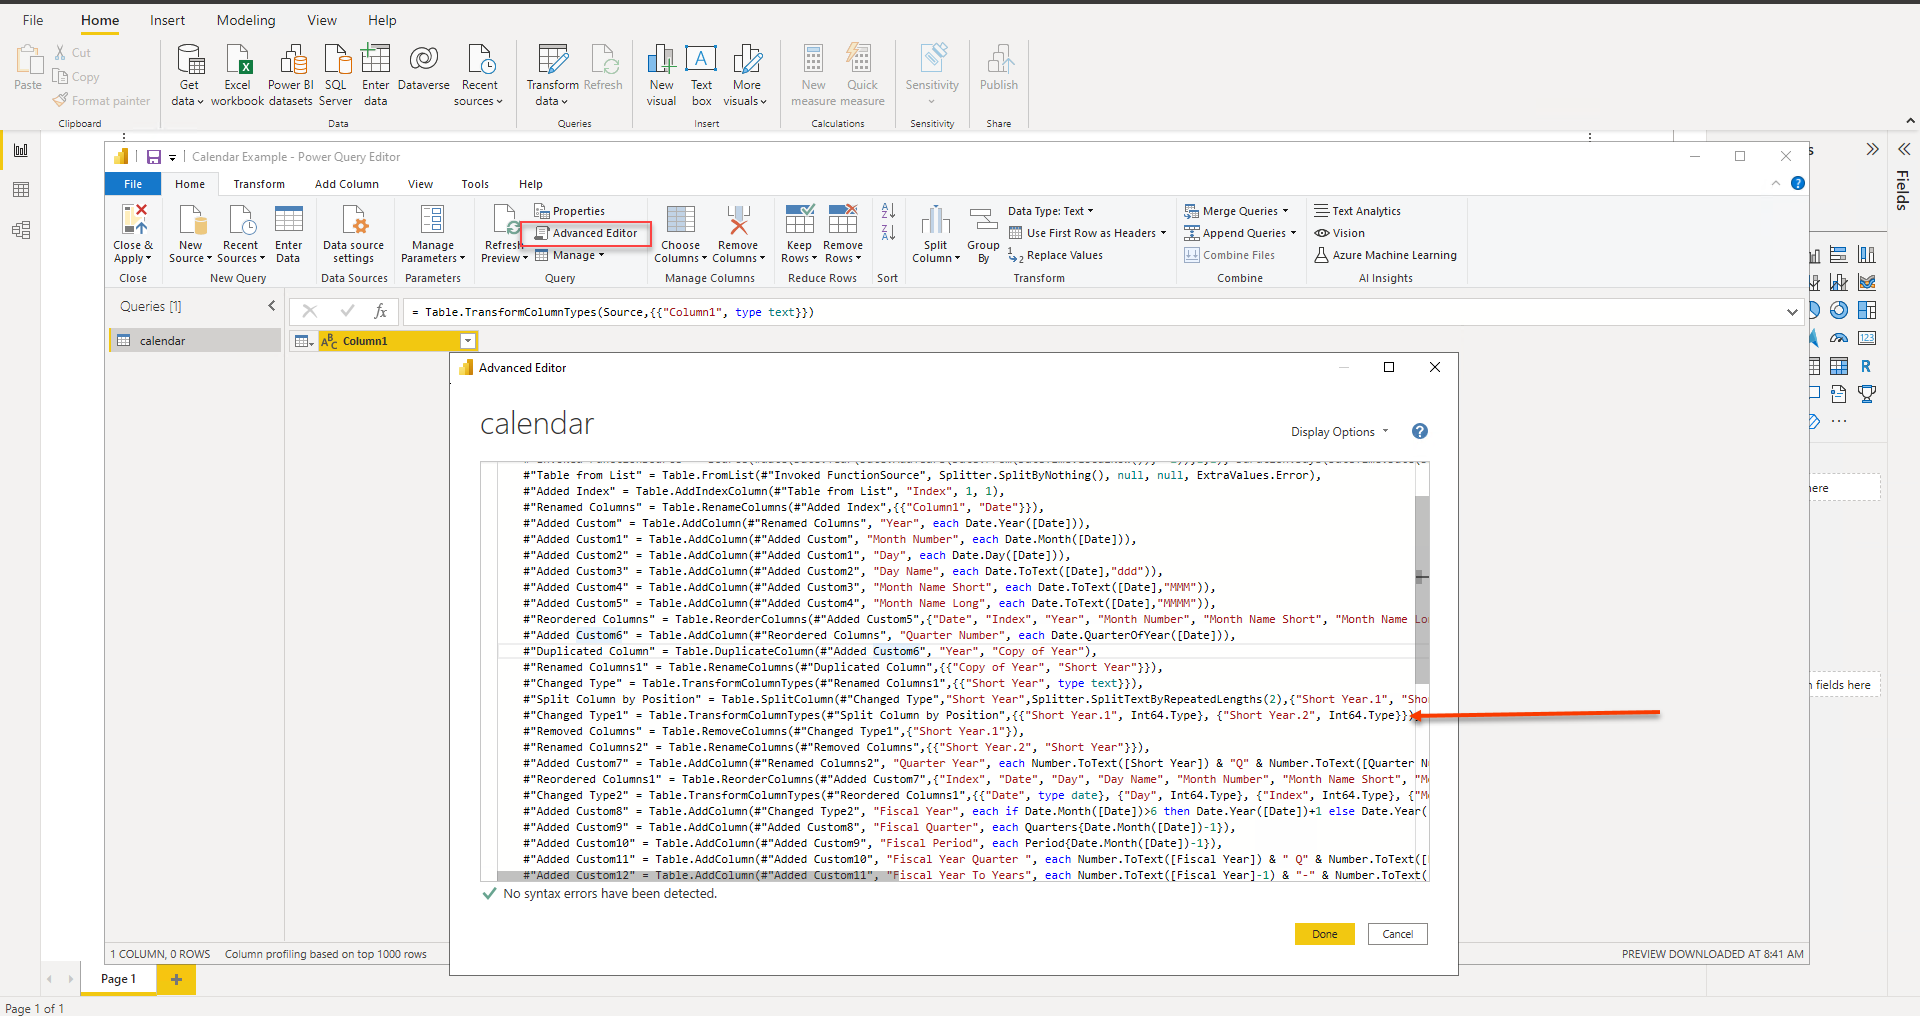 File Home Insert Modeling View Help
Paste Cut Copy Format painter
Get data Excel workbook Power BI datasets SQL Server Enter data Dataverse Recent sources
Transform data Refresh New visual Text box More visuals New measure Quick measure Sensitivity Publish
Clipboard Data Queries Insert Calculations Sensitivity Share
Calendar Example - Power Query Editor
File Home Transform Add Column View Tools Help
Close & Apply New Source Recent Sources Enter Data Data source settings Manage Parameters Refresh Preview
Properties
Advanced Editor
Manage
Choose Columns Remove Columns Keep Rows Remove Rows Split Column Group By
Data Type: Text
Use First Row as Headers
Replace Values
Merge Queries
Append Queries
Combine Files
Text Analytics
Vision
Azure Machine Learning
Close New Query Data Sources Parameters Query Manage Columns Reduce Rows Sort Transform Combine AI Insights
Fields
Queries [1]
= Table.TransformColumnTypes(Source,{{"Column1", type text}})
calendar
Column1
Advanced Editor
calendar
Display Options
#"Table from List" = Table.FromList(#"Invoked FunctionSource", Splitter.SplitByNothing(), null, null, ExtraValues.Error),
#"Added Index" = Table.AddIndexColumn(#"Table from List", "Index", 1, 1),
#"Renamed Columns" = Table.RenameColumns(#"Added Index",{{"Column1", "Date"}}),
#"Added Custom" = Table.AddColumn(#"Renamed Columns", "Year", each Date.Year([Date])),
#"Added Custom1" = Table.AddColumn(#"Added Custom", "Month Number", each Date.Month([Date])),
#"Added Custom2" = Table.AddColumn(#"Added Custom1", "Day", each Date.Day([Date])),
#"Added Custom3" = Table.AddColumn(#"Added Custom2", "Day Name", each Date.ToText([Date],"ddd")),
#"Added Custom4" = Table.AddColumn(#"Added Custom3", "Month Name Short", each Date.ToText([Date],"MMM")),
#"Added Custom5" = Table.AddColumn(#"Added Custom4", "Month Name Long", each Date.ToText([Date],"MMMM")),
#"Reordered Columns" = Table.ReorderColumns(#"Added Custom5",{"Date", "Index", "Year", "Month Number", "Month Name Short", "Month Name Lo
#"Added Custom6" = Table.AddColumn(#"Reordered Columns", "Quarter Number", each Date.QuarterOfYear([Date])),
#"Duplicated Column" = Table.DuplicateColumn(#"Added Custom6", "Year", "Copy of Year"),
#"Renamed Columns1" = Table.RenameColumns(#"Duplicated Column",{{"Copy of Year", "Short Year"}}),
#"Changed Type" = Table.TransformColumnTypes(#"Renamed Columns1",{{"Short Year", type text}}),
#"Split Column by Position" = Table.SplitColumn(#"Changed Type","Short Year",Splitter.SplitTextByRepeatedLengths(2),{"Short Year.1", "Sho
#"Changed Type1" = Table.TransformColumnTypes(#"Split Column by Position",{{"Short Year.1", Int64.Type}, {"Short Year.2", Int64.Type}})
#"Removed Columns" = Table.RemoveColumns(#"Changed Type1",{"Short Year.1"}),
#"Renamed Columns2" = Table.RenameColumns(#"Removed Columns",{{"Short Year.2", "Short Year"}}),
#"Added Custom7" = Table.AddColumn(#"Renamed Columns2", "Quarter Year", each Number.ToText([Short Year]) & "Q" & Number.ToText([Quarter N
#"Reordered Columns1" = Table.ReorderColumns(#"Added Custom7",{"Index", "Date", "Day", "Day Name", "Month Number", "Month Name Short", "M
#"Changed Type2" = Table.TransformColumnTypes(#"Reordered Columns1",{{"Date", type date}, {"Day", Int64.Type}, {"Index", Int64.Type}, {"M
#"Added Custom8" = Table.AddColumn(#"Changed Type2", "Fiscal Year", each if Date.Month([Date])>6 then Date.Year([Date])+1 else Date.Year(
#"Added Custom9" = Table.AddColumn(#"Added Custom8", "Fiscal Quarter", each Quarters{Date.Month([Date])-1}),
#"Added Custom10" = Table.AddColumn(#"Added Custom9", "Fiscal Period", each Period{Date.Month([Date])-1}),
#"Added Custom11" = Table.AddColumn(#"Added Custom10", "Fiscal Year Quarter ", each Number.ToText([Fiscal Year]) & " Q" & Number.ToText([
#"Added Custom12" = Table.AddColumn(#"Added Custom11", "Fiscal Year To Years", each Number.ToText([Fiscal Year]-1) & "-" & Number.ToText(
No syntax errors have been detected.
Done Cancel
here
fields here
1 COLUMN, 0 ROWS Column profiling based on top 1000 rows
PREVIEW DOWNLOADED AT 8:41 AM
Page 1
Page 1 of 1